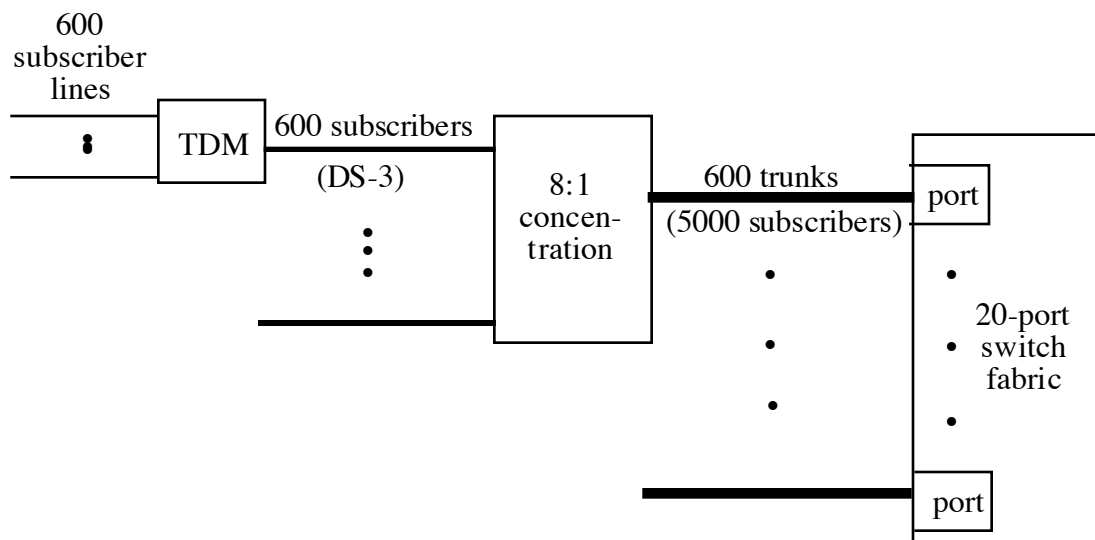 600
subscriber
lines
TDM
600 subscribers
(DS-3)
8:1
concen-
tration
600 trunks
(5000 subscribers)
port
20-port
switch
fabric
port